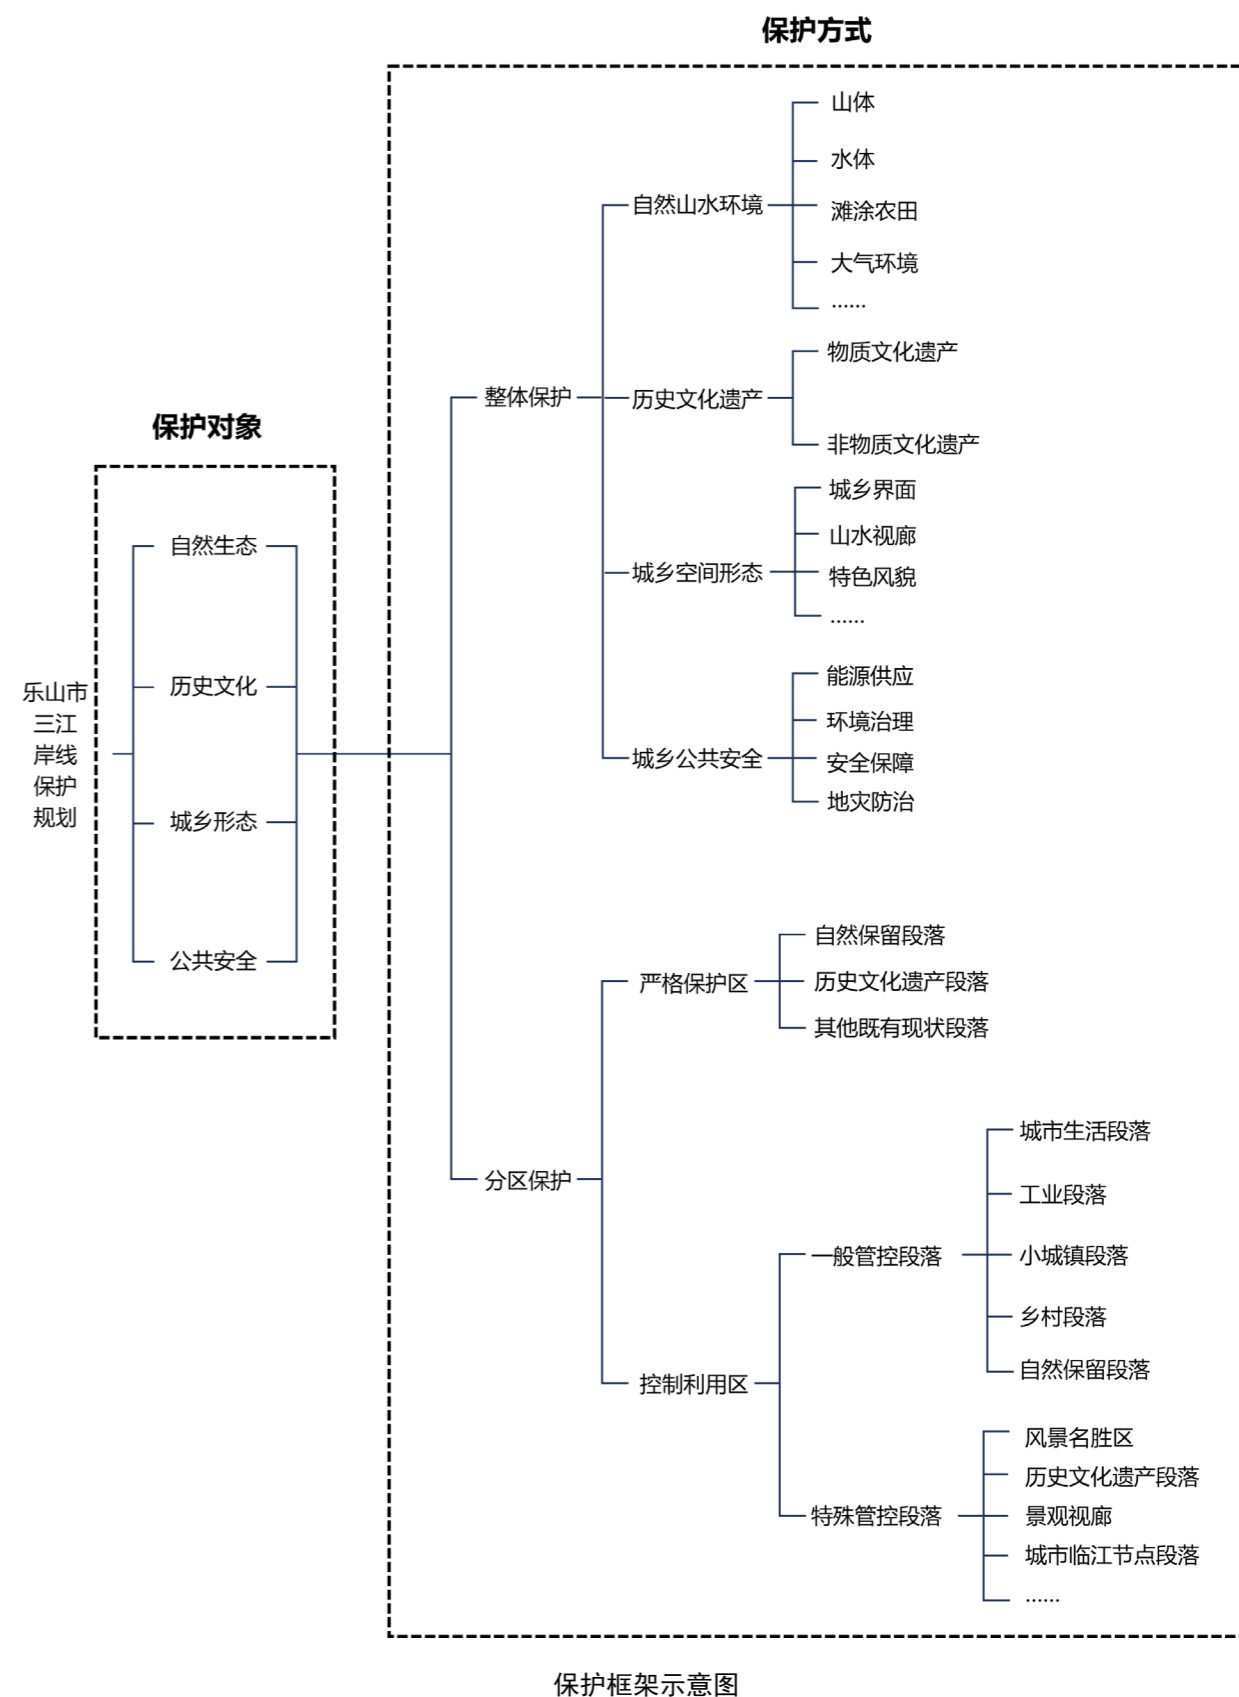 保护方式
山体
水体
自然山水环境
滩涂农田
大气环境
......
物质文化遗产
整体保护
历史文化遗产
非物质文化遗产
城乡界面
山水视廊
城乡空间形态
特色风貌
......
能源供应
环境治理
城乡公共安全
安全保障
地灾防治
保护对象
自然生态
历史文化
乐山市
三江
岸线
保护
规划
城乡形态
公共安全
自然保留段落
严格保护区
历史文化遗产段落
其他既有现状段落
分区保护
城市生活段落
工业段落
一般管控段落
小城镇段落
乡村段落
自然保留段落
控制利用区
风景名胜区
历史文化遗产段落
特殊管控段落
景观视廊
城市临江节点段落
......
保护框架示意图